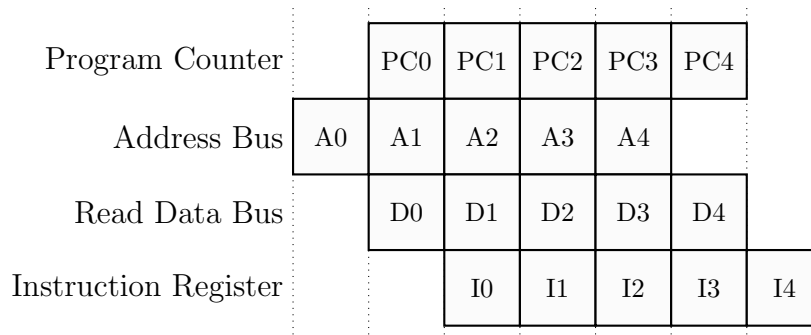 Program Counter PC0 PC1 PC2 PC3 PC4
Address Bus A0 A1 A2 A3 A4
Read Data Bus D0 D1 D2 D3 D4
Instruction Register I0 I1 I2 I3 I4